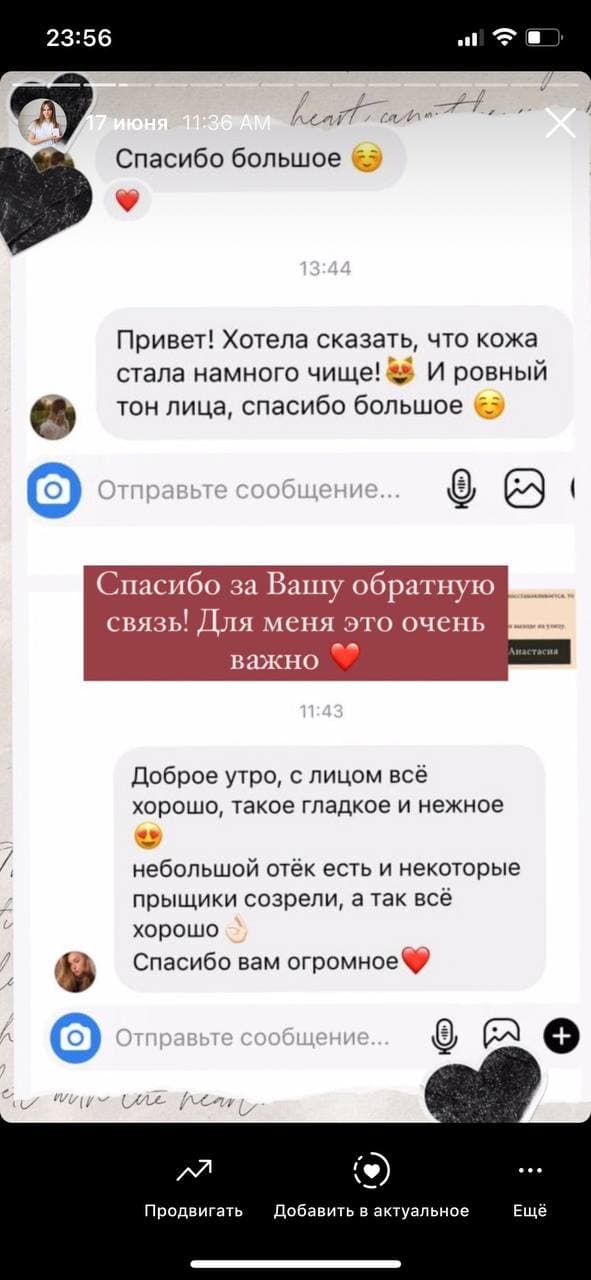 23:56
17 июня 11:36 AM
Спасибо большое ☺️
❤️
13:44
Привет! Хотела сказать, что кожа
стала намного чище!😻 И ровный
тон лица, спасибо большое ☺️
Отправьте сообщение...
Спасибо за Вашу обратную
связь! Для меня это очень
важно ❤️
Анастасия
11:43
Доброе утро, с лицом всё
хорошо, такое гладкое и нежное
😍
небольшой отёк есть и некоторые
прыщики созрели, а так всё
хорошо👌🏻
Спасибо вам огромное❤️
Отправьте сообщение...
Продвигать
Добавить в актуальное
Ещё